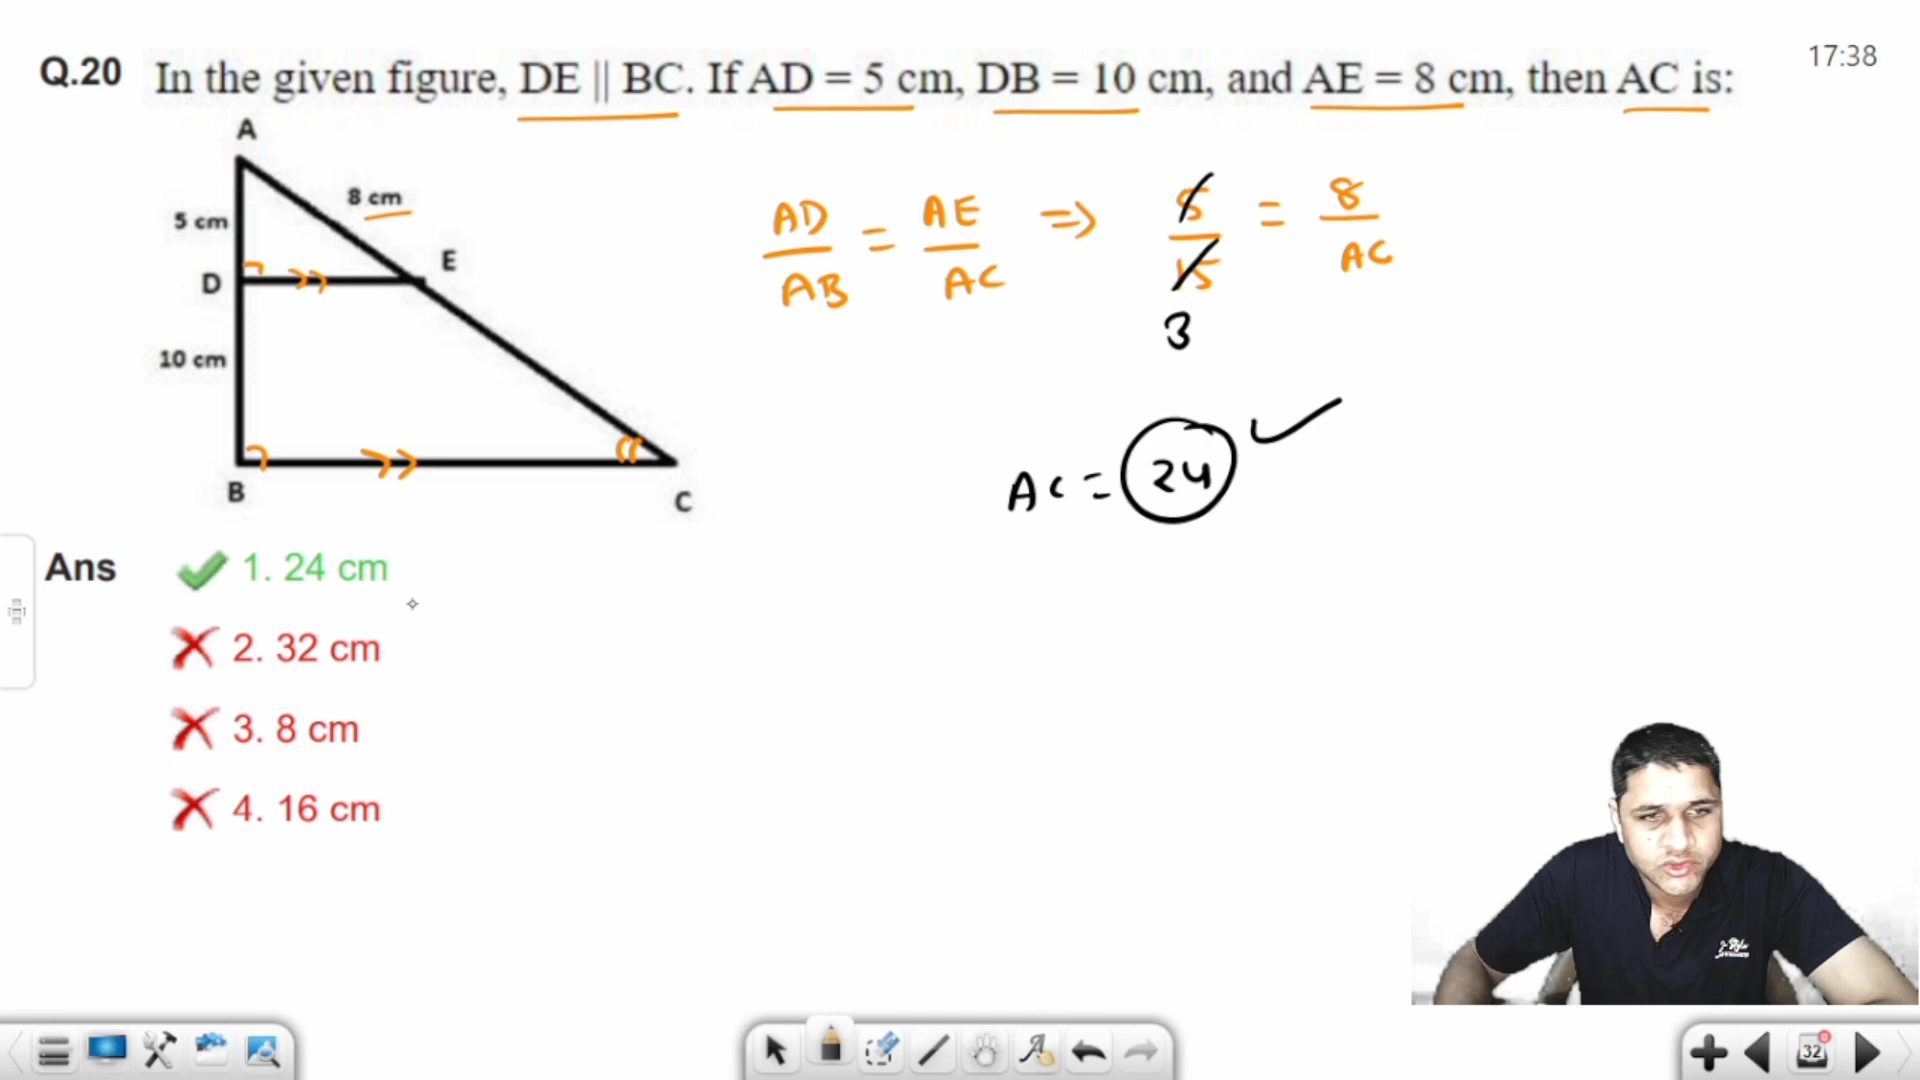 17:38
Q.20 In the given figure, DE || BC. If AD = 5 cm, DB = 10 cm, and AE = 8 cm, then AC is:
A
8 cm
5 cm
E
D
10 cm
B
C
AD/AB = AE/AC => 5/15 = 8/AC
3
AC = 24
Ans
1. 24 cm
2. 32 cm
3. 8 cm
4. 16 cm
32